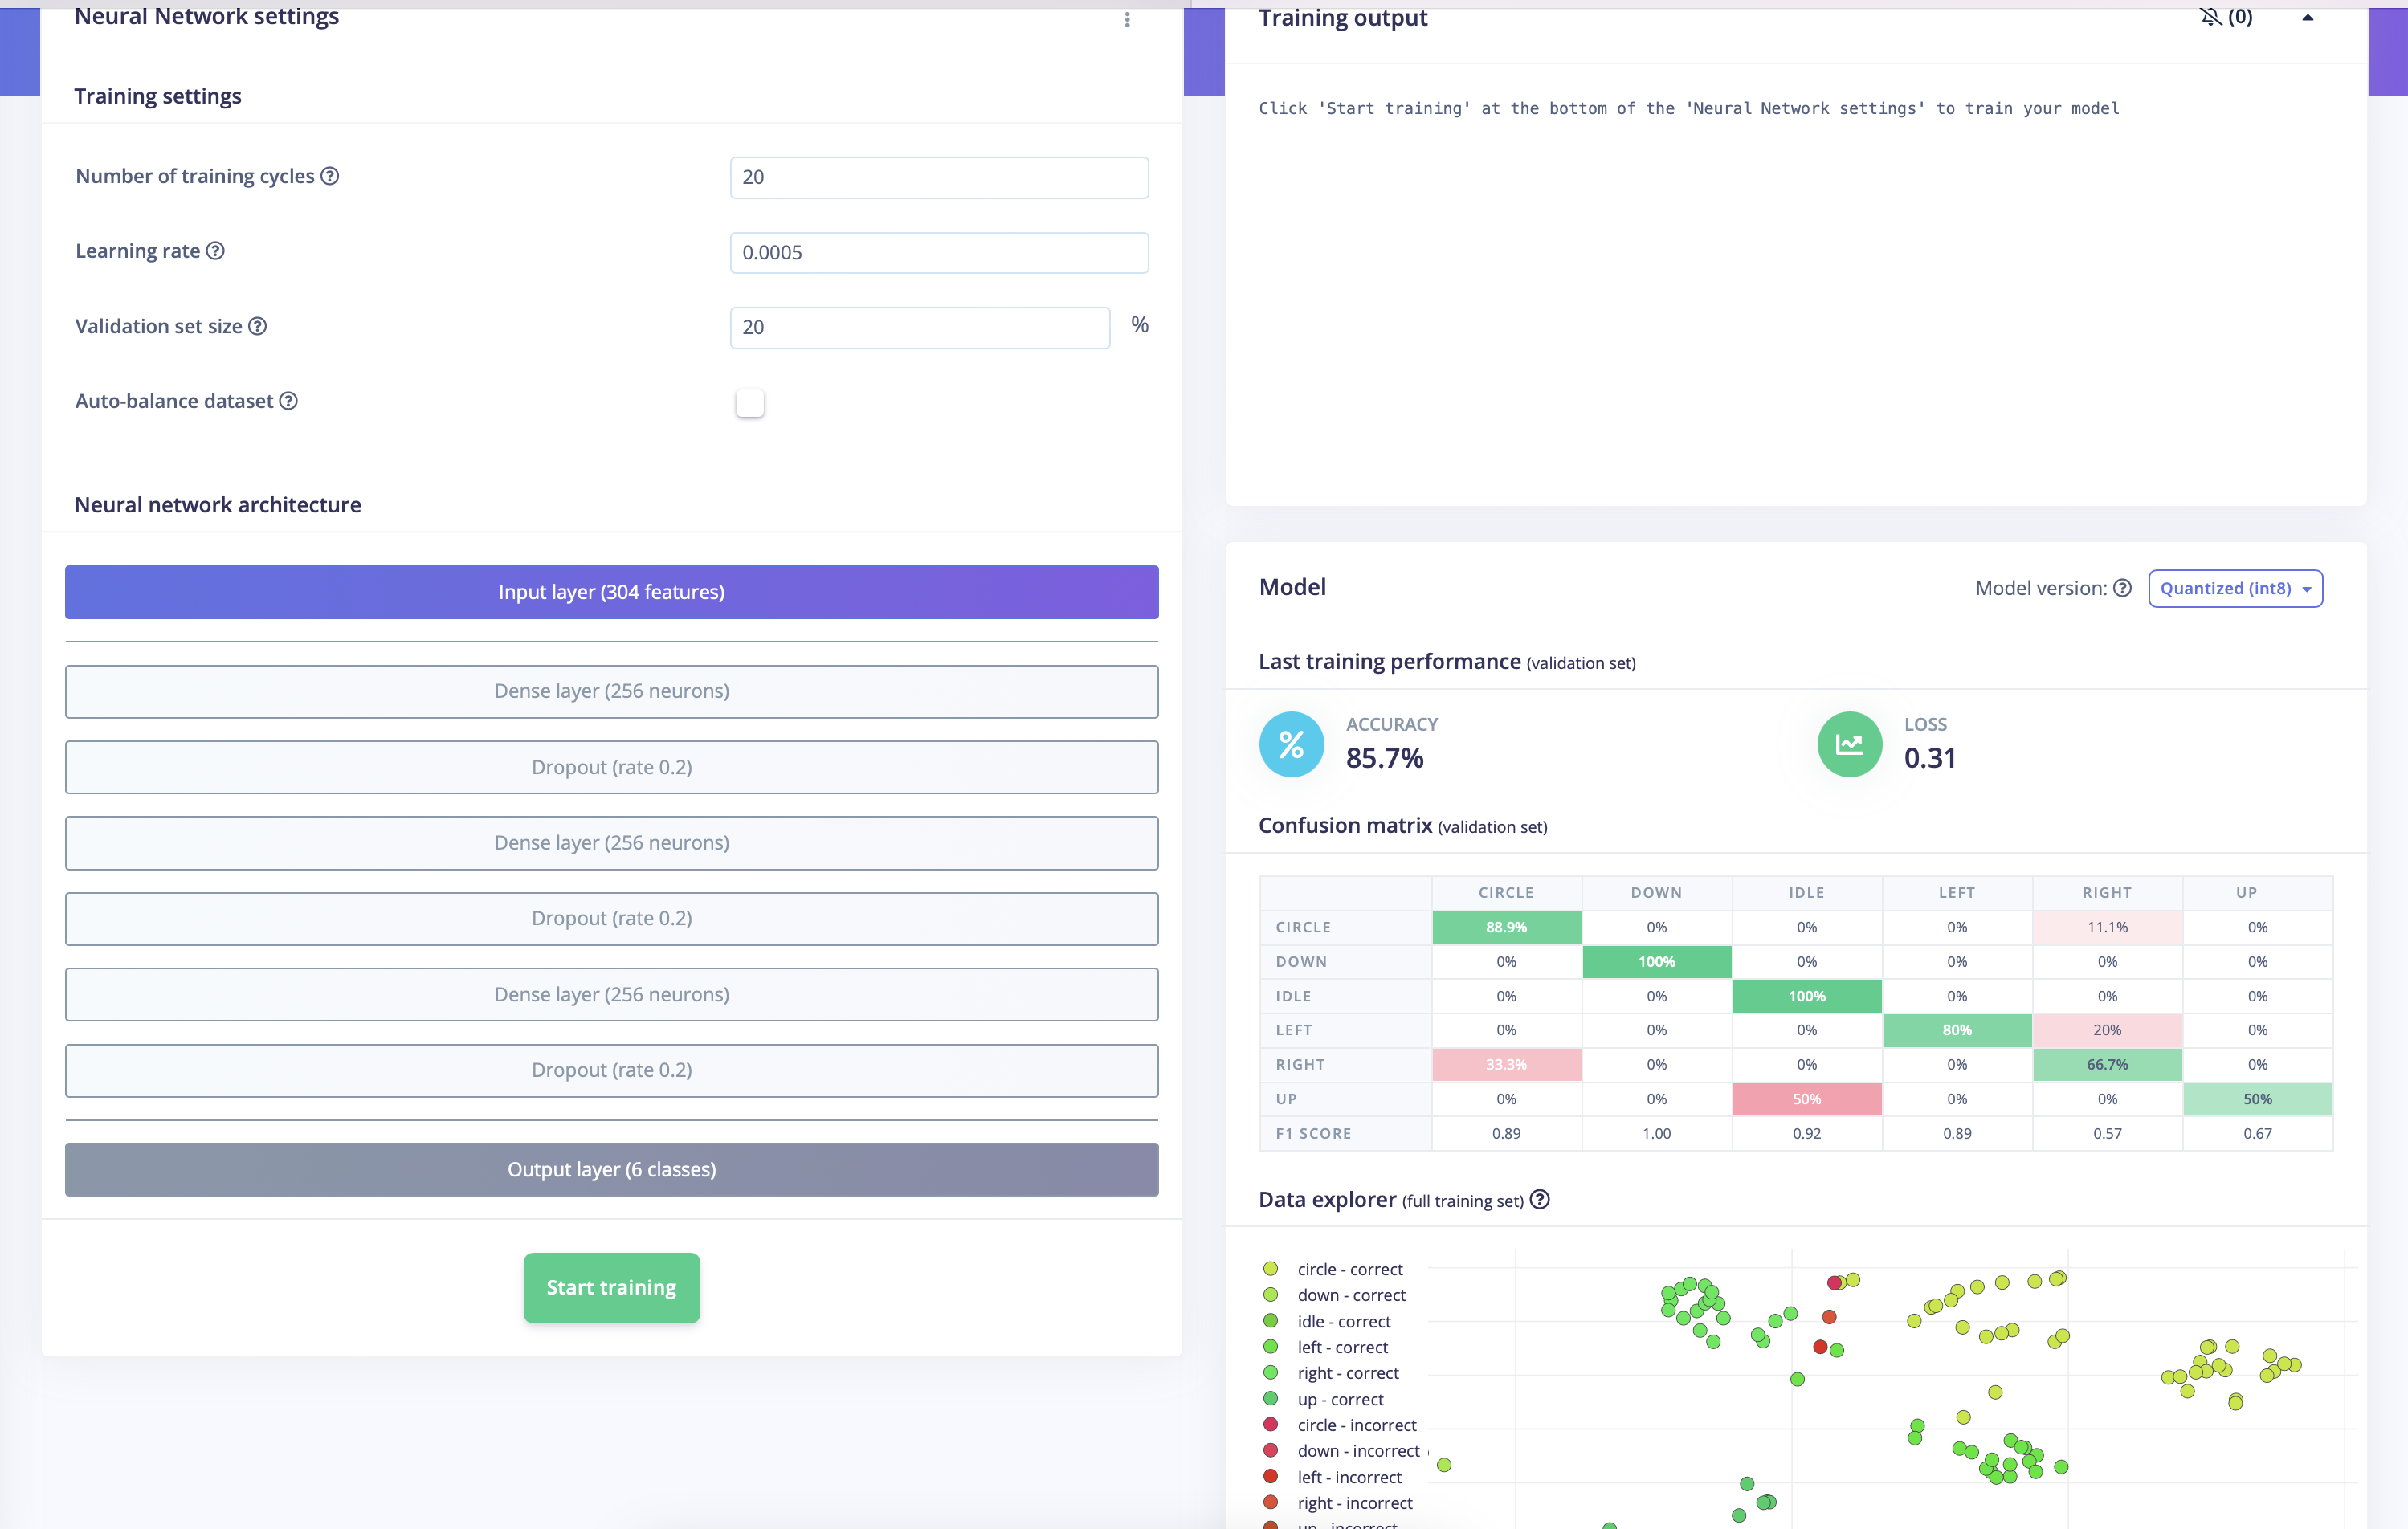 Neural Network settings
Training settings
Number of training cycles
20
Learning rate
0.0005
Validation set size
20
%
Auto-balance dataset
Neural network architecture
Input layer (304 features)
Dense layer (256 neurons)
Dropout (rate 0.2)
Dense layer (256 neurons)
Dropout (rate 0.2)
Dense layer (256 neurons)
Dropout (rate 0.2)
Output layer (6 classes)
Start training
Training output
(0)
Click 'Start training' at the bottom of the 'Neural Network settings' to train your model
Model
Model version:
Quantized (int8)
Last training performance (validation set)
%
ACCURACY
85.7%
LOSS
0.31
Confusion matrix (validation set)
CIRCLE DOWN IDLE LEFT RIGHT UP
CIRCLE 88.9% 0% 0% 0% 11.1% 0%
DOWN 0% 100% 0% 0% 0% 0%
IDLE 0% 0% 100% 0% 0% 0%
LEFT 0% 0% 0% 80% 20% 0%
RIGHT 33.3% 0% 0% 0% 66.7% 0%
UP 0% 0% 50% 0% 0% 50%
F1 SCORE 0.89 1.00 0.92 0.89 0.57 0.67
Data explorer (full training set)
circle - correct
down - correct
idle - correct
left - correct
right - correct
up - correct
circle - incorrect
down - incorrect
left - incorrect
right - incorrect
up - incorrect